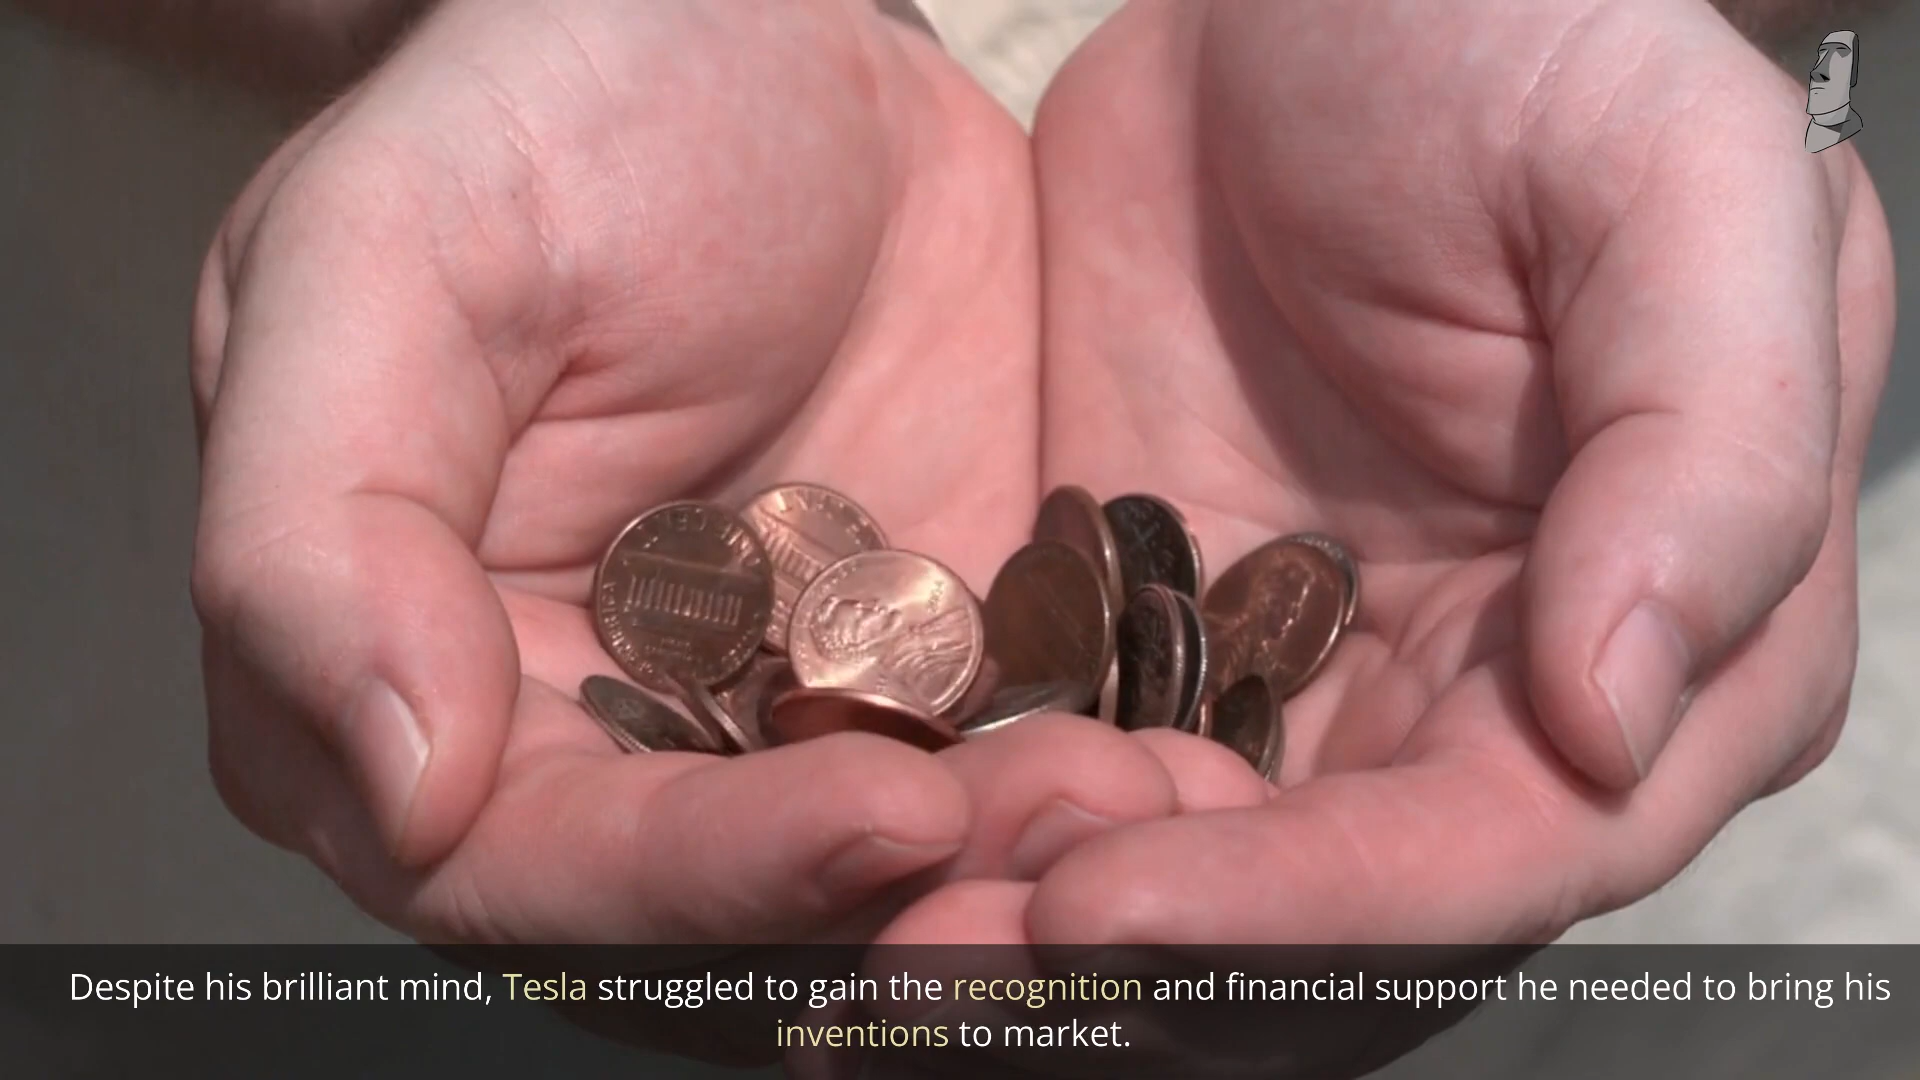 Despite his brilliant mind, Tesla struggled to gain the recognition and financial support he needed to bring his
inventions to market.